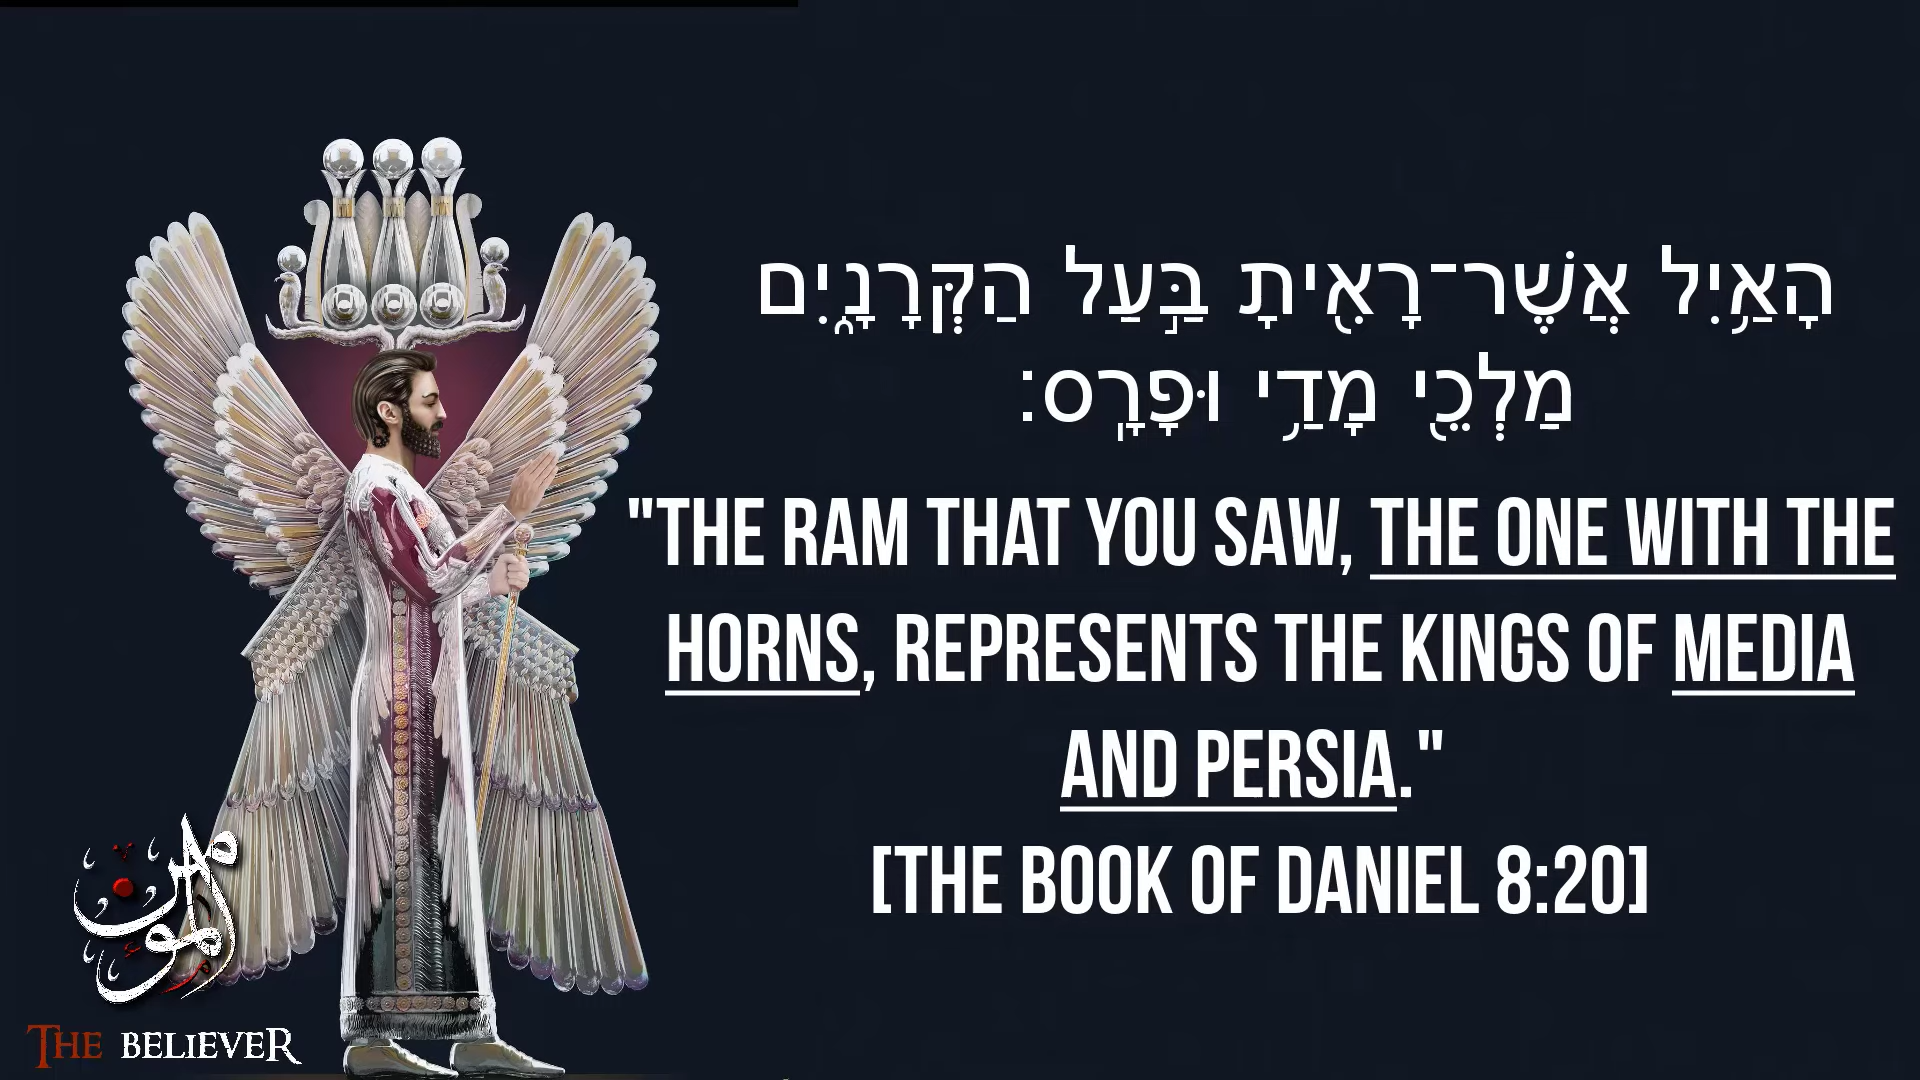 הָאַ֥יִל אֲשֶׁר־רָאִ֖יתָ בַּ֣עַל הַקְּרָנָ֑יִם
מַלְכֵ֖י מָדַ֥י וּפָרָֽס׃
"THE RAM THAT YOU SAW, THE ONE WITH THE
HORNS, REPRESENTS THE KINGS OF MEDIA
AND PERSIA."
[THE BOOK OF DANIEL 8:20]
المؤمن
THE BELIEVER